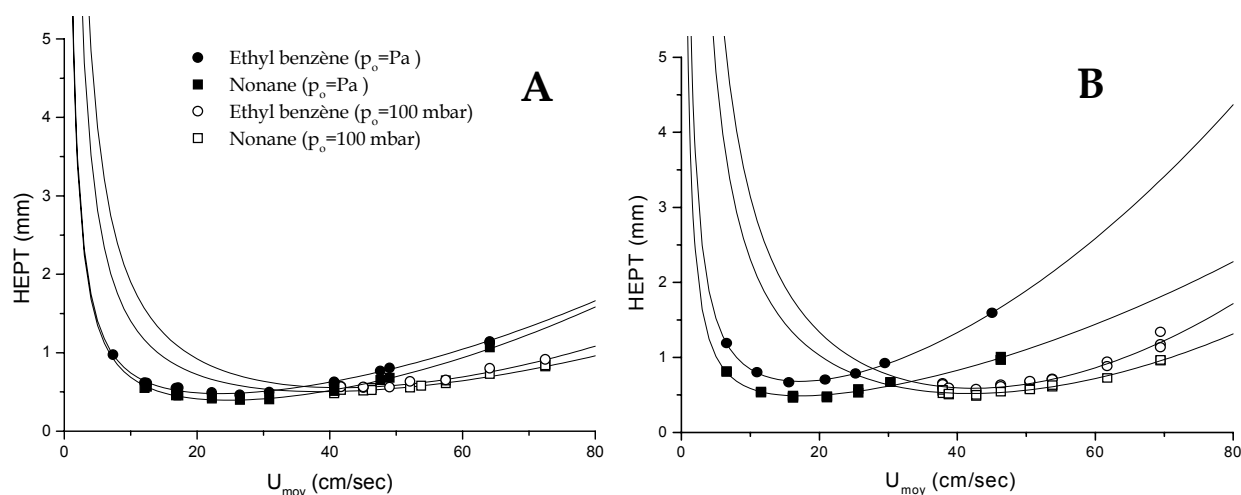 A
B
Ethyl benzène (pₒ=Pa )
Nonane (pₒ=Pa )
Ethyl benzène (pₒ=100 mbar)
Nonane (pₒ=100 mbar)
HEPT (mm)
5
4
3
2
1
0
0 20 40 60 80
U_moy (cm/sec)
HEPT (mm)
5
4
3
2
1
0
0 20 40 60 80
U_moy (cm/sec)